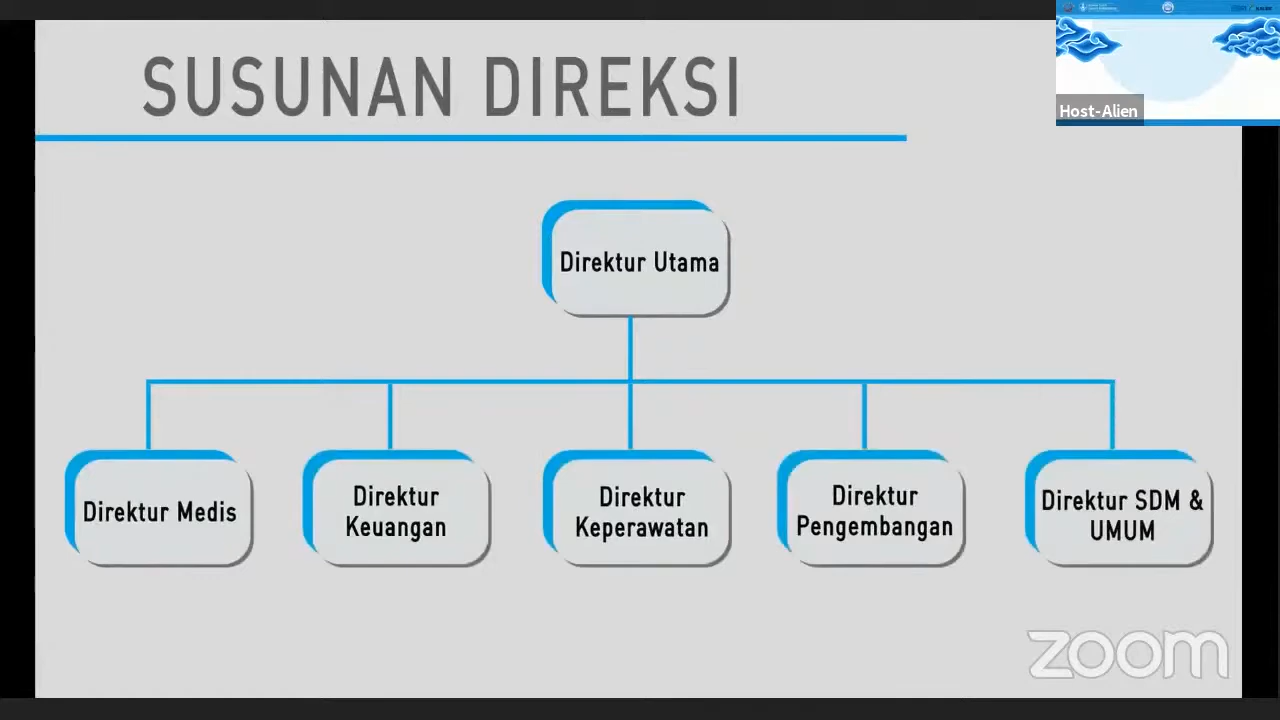 SUSUNAN DIREKSI
Host-Alien
Direktur Utama
Direktur Medis
Direktur
Keuangan
Direktur
Keperawatan
Direktur
Pengembangan
Direktur SDM &
UMUM
zoom